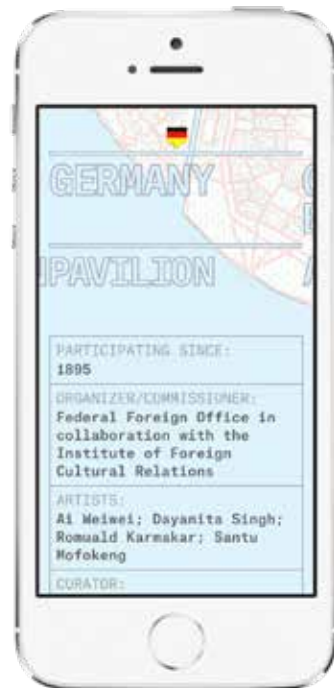 GERMANY
PAVILION
PARTICIPATING SINCE:
1895
ORGANIZER/COMMISSIONER:
Federal Foreign Office in
collaboration with the
Institute of Foreign
Cultural Relations
ARTISTS:
Ai Weiwei; Dayanita Singh;
Romuald Karmakar; Santu
Mofokeng
CURATOR: